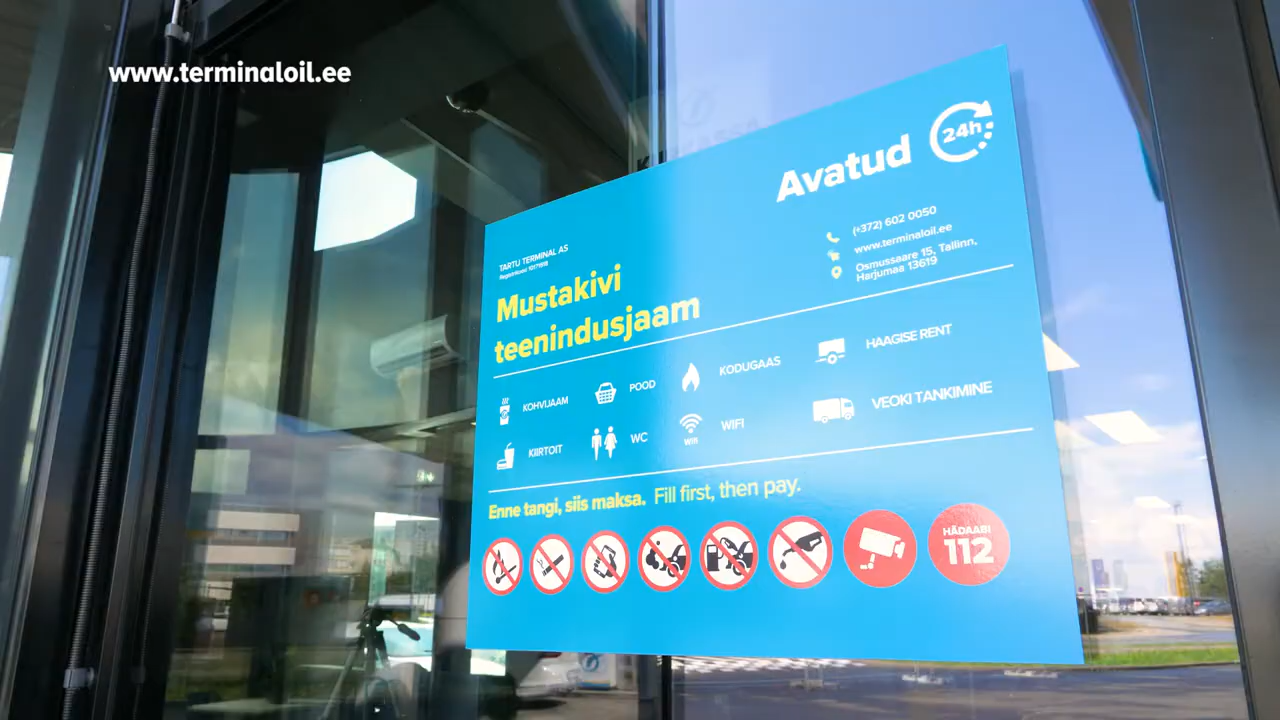 www.terminaloil.ee
Avatud
24h
(+372) 602 0050
www.terminaloil.ee
Osmussaare 15, Tallinn,
Harjumaa 13619
TARTU TERMINAL AS
Mustakivi
teenindusjaam
KOHVIJAAM
POOD
KODUGAAS
HAAGISE RENT
KIIRTOIT
WC
Wifi
WIFI
VEOKI TANKIMINE
Enne tangi, siis maksa. Fill first, then pay.
HÄDAABI
112